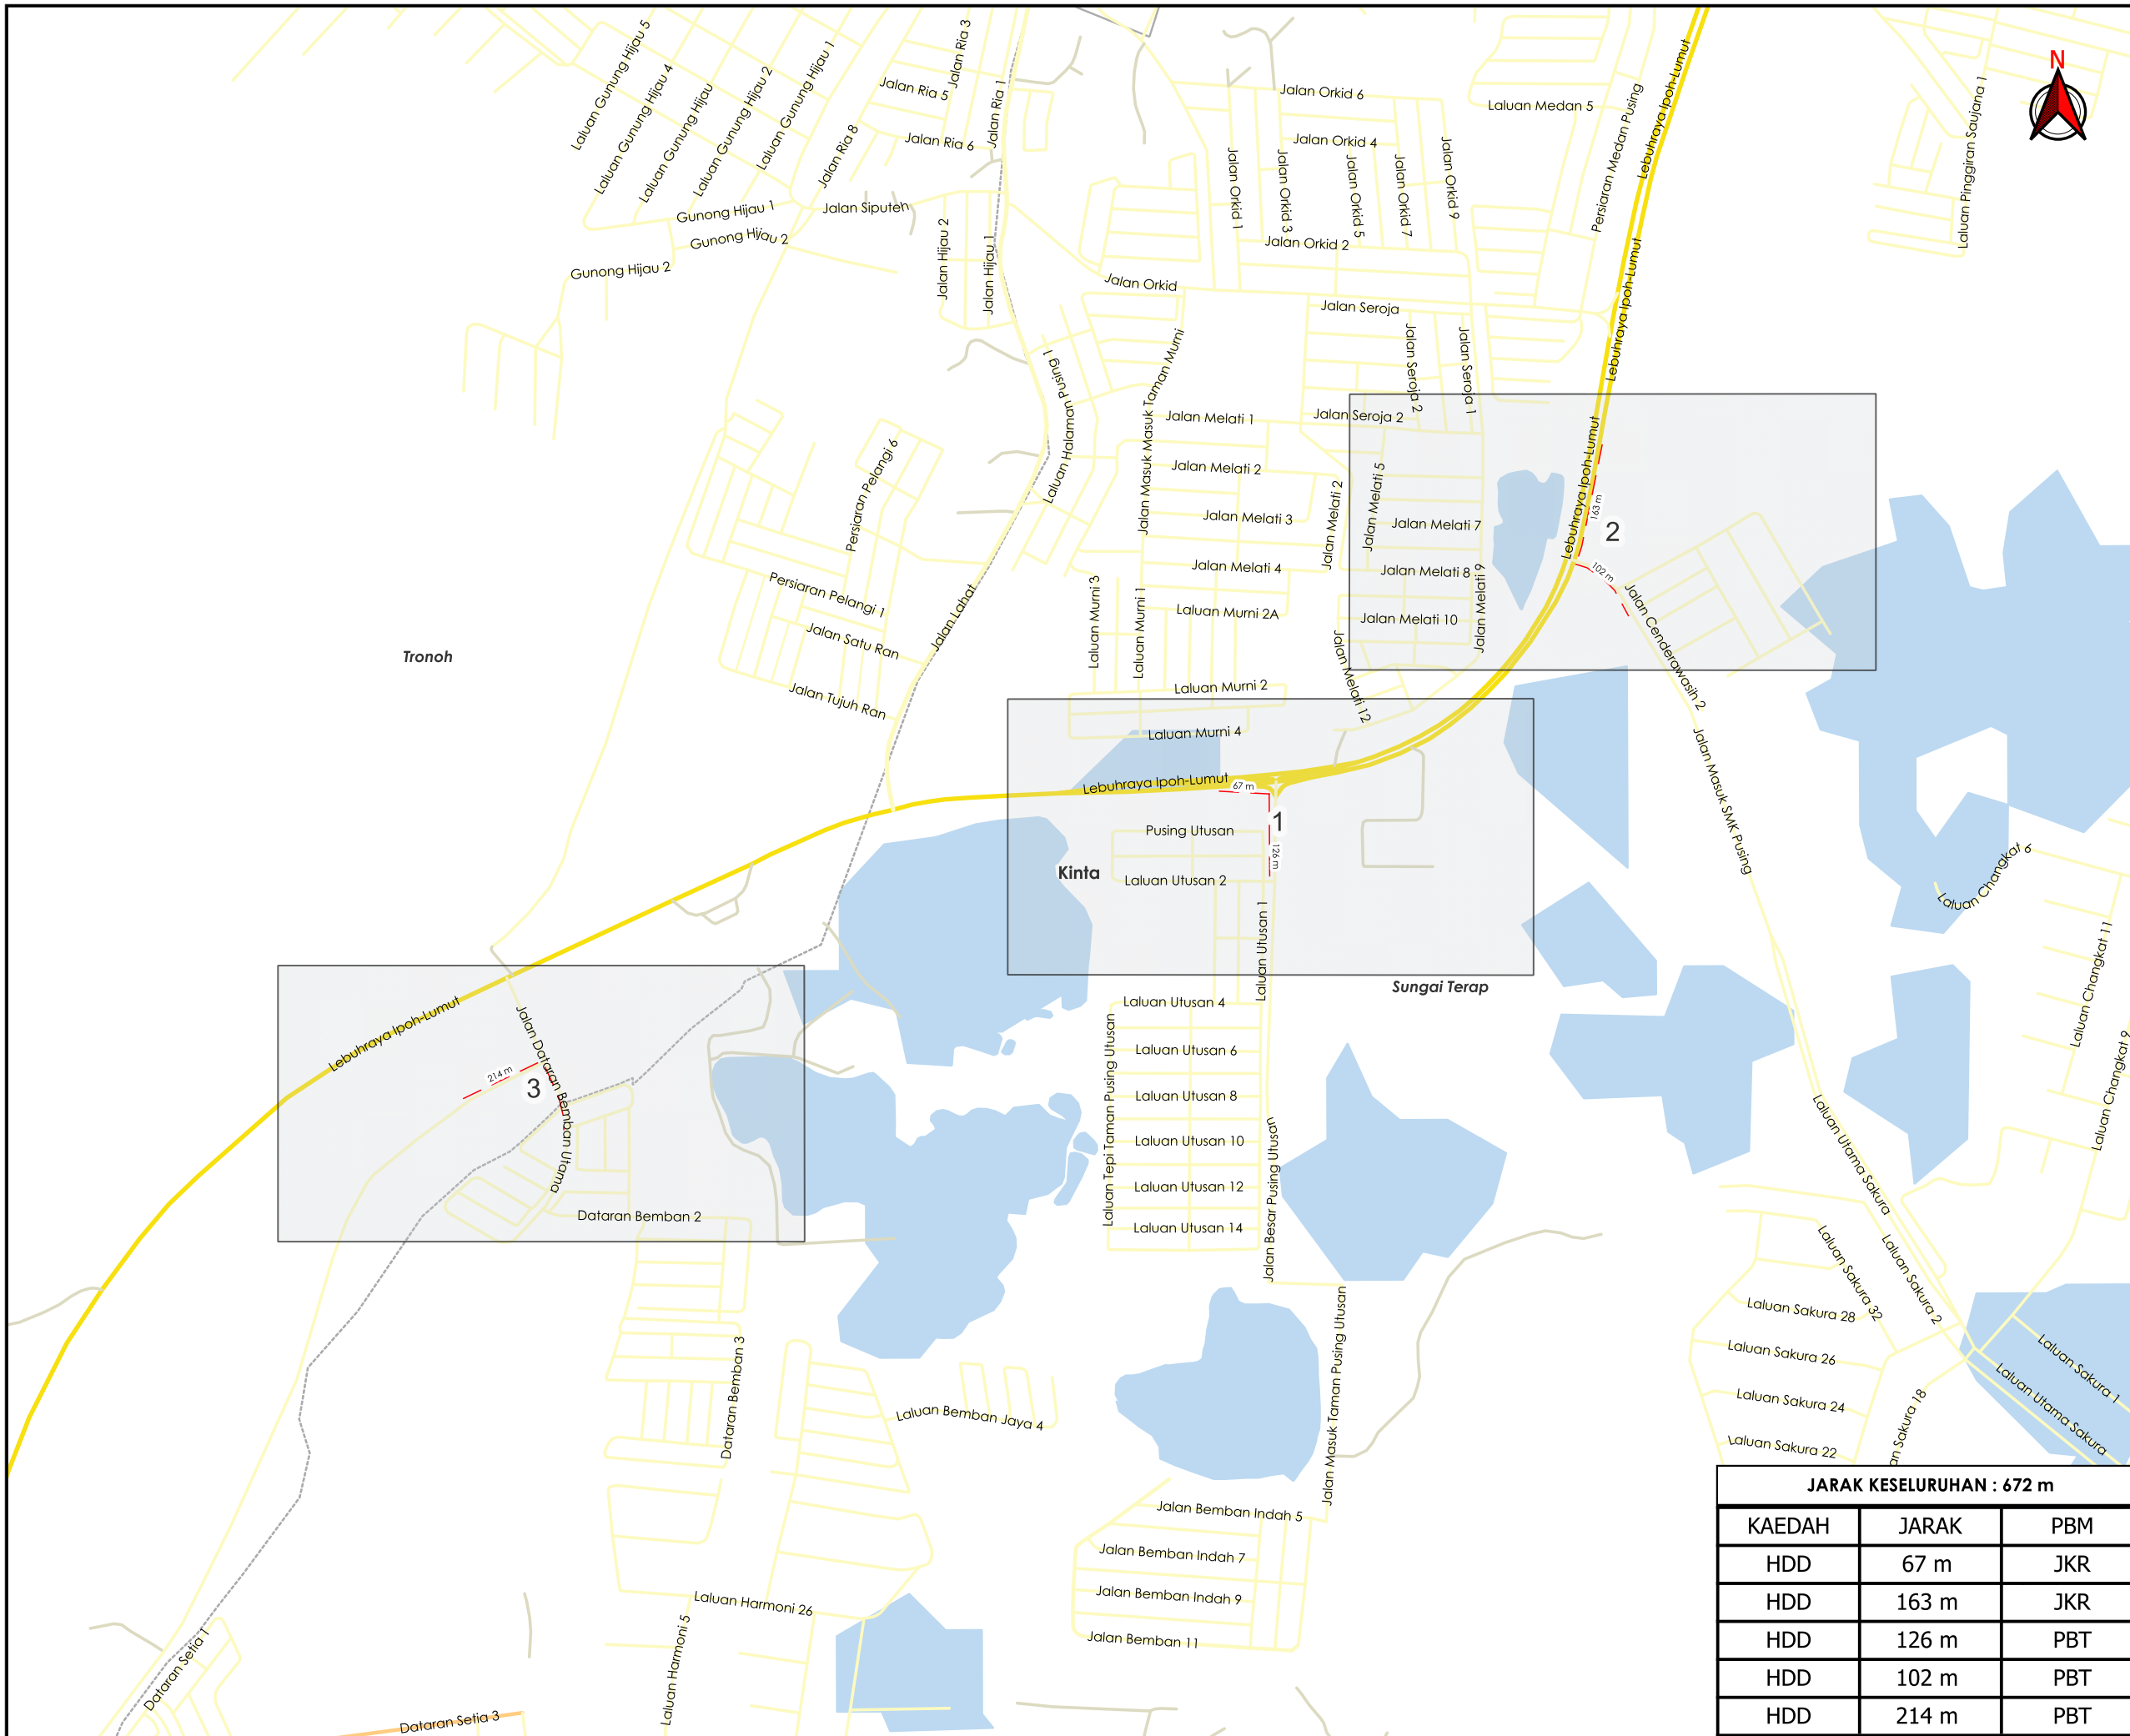 N
Laluan Gunung Hijau 5
Laluan Gunung Hijau 4
Laluan Gunung Hijau
Laluan Gunung Hijau 2
Laluan Gunung Hijau 1
Jalan Ria 3
Jalan Ria 5
Jalan Ria 1
Jalan Ria 6
Jalan Ria 8
Gunong Hijau 1
Jalan Siputeh
Gunong Hijau 2
Gunong Hijau 2
Jalan Hijau 2
Jalan Hijau 1
Jalan Orkid 6
Jalan Orkid 4
Jalan Orkid 1
Jalan Orkid 3
Jalan Orkid 5
Jalan Orkid 7
Jalan Orkid 9
Jalan Orkid 2
Jalan Orkid
Laluan Medan 5
Persiaran Medan Pusing
Lebuhraya Ipoh-Lumut
Lebuhraya Ipoh-Lumut
Laluan Pinggiran Saujana 1
Jalan Seroja
Jalan Seroja 2
Jalan Seroja 1
Jalan Seroja 2
Laluan Halaman Pusing 1
Jalan Masuk Masuk Taman Murni
Jalan Melati 1
Jalan Melati 2
Jalan Melati 3
Jalan Melati 2
Jalan Melati 4
Jalan Melati 5
Jalan Melati 7
Jalan Melati 8
Jalan Melati 9
Jalan Melati 10
Jalan Melati 12
Lebuhraya Ipoh-Lumut
163 m
2
102 m
Jalan Cenderawasih 2
Persiaran Pelangi 6
Persiaran Pelangi 1
Jalan Satu Ran
Jalan Tujuh Ran
Jalan Lahat
Laluan Murni 3
Laluan Murni 1
Laluan Murni 2A
Laluan Murni 2
Laluan Murni 4
Tronoh
Lebuhraya Ipoh-Lumut
67 m
1
126 m
Pusing Utusan
Kinta
Laluan Utusan 2
Laluan Utusan 1
Sungai Terap
Jalan Masuk SMK Pusing
Laluan Changkat 6
Laluan Changkat 11
Laluan Changkat 9
Lebuhraya Ipoh-Lumut
Jalan Dataran Bemban Utama
214 m
3
Dataran Bemban 2
Laluan Utusan 4
Laluan Utusan 6
Laluan Utusan 8
Laluan Utusan 10
Laluan Utusan 12
Laluan Utusan 14
Laluan Tepi Taman Pusing Utusan
Jalan Besar Pusing Utusan
Jalan Masuk Taman Pusing Utusan
Laluan Utama Sakura
Laluan Sakura 2
Laluan Sakura 32
Laluan Sakura 28
Laluan Sakura 26
Laluan Sakura 24
Laluan Sakura 22
an Sakura 18
Laluan Sakura 1
Laluan Utama Sakura
Dataran Bemban 3
Laluan Bemban Jaya 4
Jalan Bemban Indah 5
Jalan Bemban Indah 7
Jalan Bemban Indah 9
Jalan Bemban 11
Laluan Harmoni 26
Laluan Harmoni 5
Dataran Setia 1
Dataran Setia 3
JARAK KESELURUHAN : 672 m
KAEDAH JARAK PBM
HDD 67 m JKR
HDD 163 m JKR
HDD 126 m PBT
HDD 102 m PBT
HDD 214 m PBT